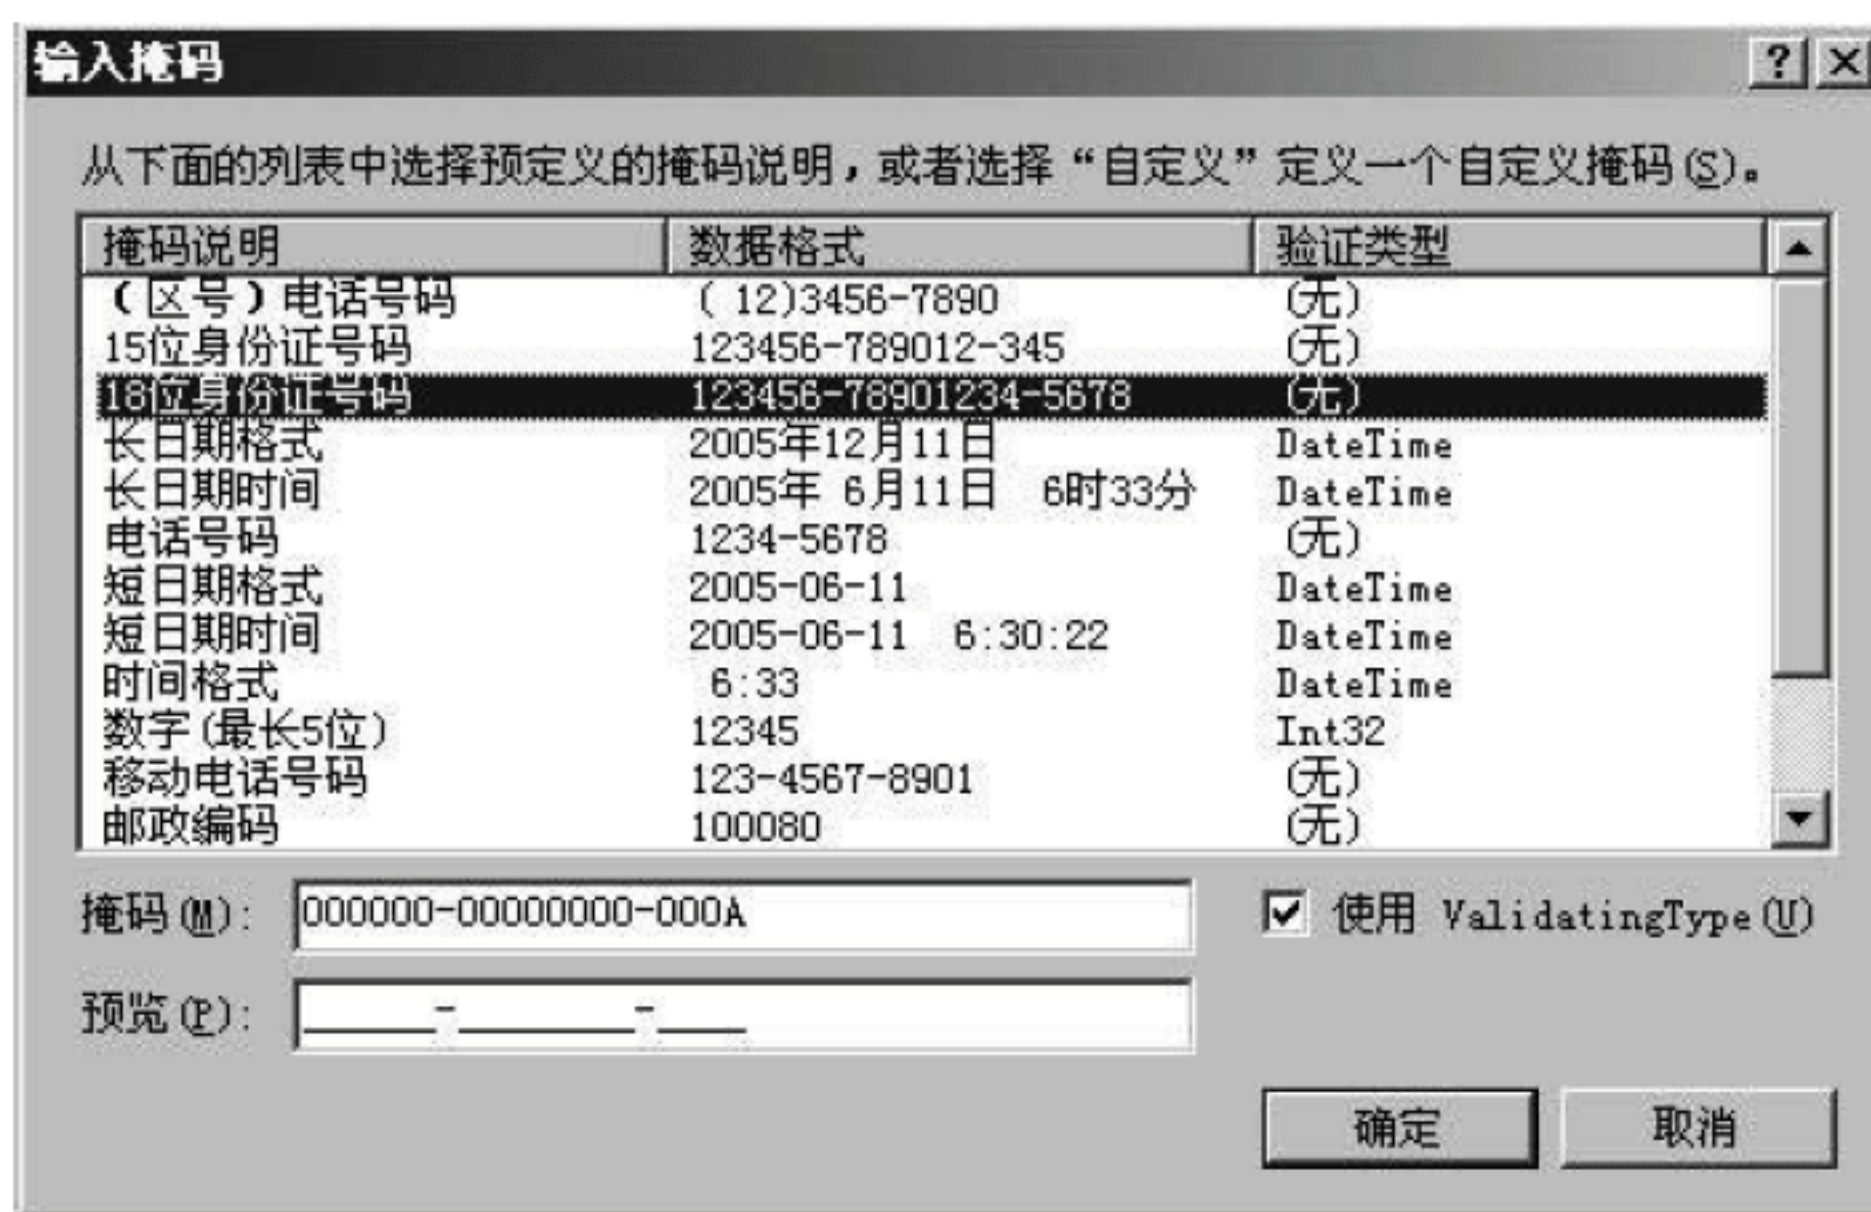 输入掩码
从下面的列表中选择预定义的掩码说明,或者选择“自定义”定义一个自定义掩码(S)。
掩码说明 数据格式 验证类型
(区号)电话号码 ( 12)3456-7890 (无)
15位身份证号码 123456-789012-345 (无)
18位身份证号码 123456-78901234-5678 (无)
长日期格式 2005年12月11日 DateTime
长日期时间 2005年 6月11日  6时33分 DateTime
电话号码 1234-5678 (无)
短日期格式 2005-06-11 DateTime
短日期时间 2005-06-11  6:30:22 DateTime
时间格式 6:33 DateTime
数字(最长5位) 12345 Int32
移动电话号码 123-4567-8901 (无)
邮政编码 100080 (无)
掩码(M): 000000-00000000-000A 使用 ValidatingType(U)
预览(P): ______-________-____
确定 取消